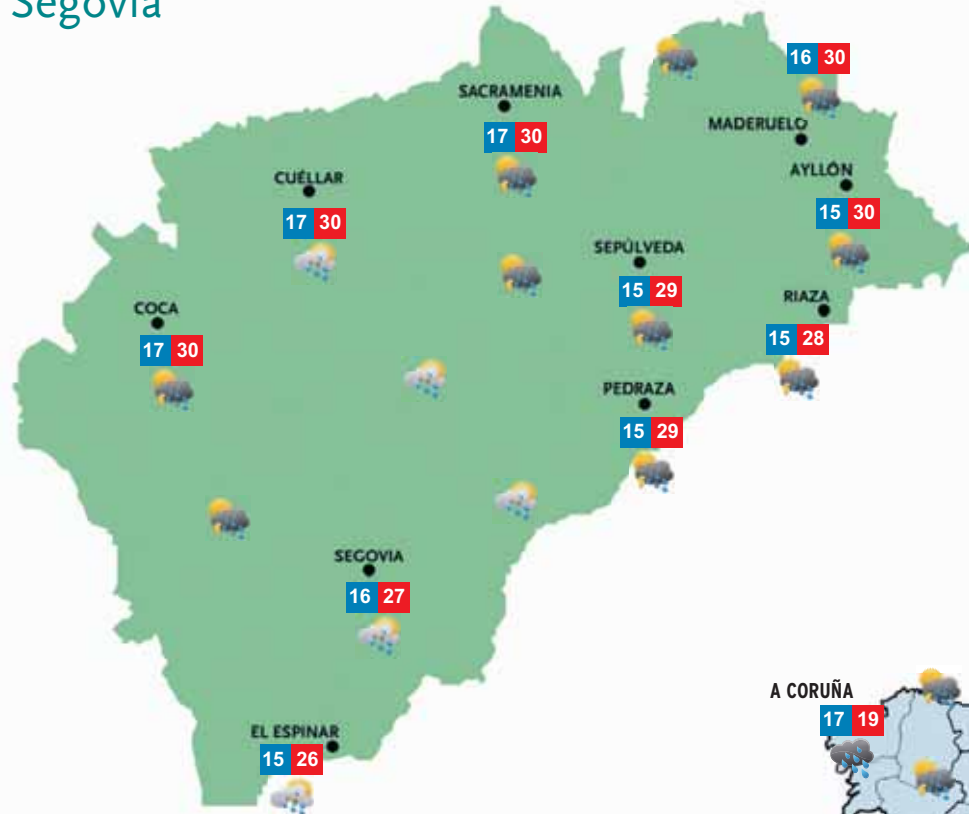 Segovia
16 30
SACRAMENIA
17 30
MADERUELO
AYLLÓN
15 30
CUÉLLAR
17 30
SEPÚLVEDA
15 29
RIAZA
15 28
COCA
17 30
PEDRAZA
15 29
SEGOVIA
16 27
A CORUÑA
17 19
EL ESPINAR
15 26